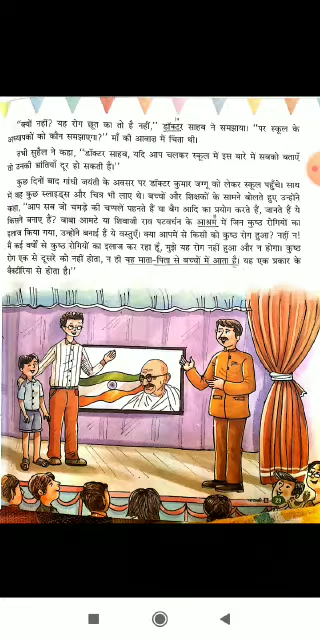 "क्यों नहीं? यह रोग छूत का तो है नहीं," डॉक्टर साहब ने समझाया। "पर स्कूल के
अध्यापकों को कौन समझाएगा?" माँ की आवाज़ में चिंता थी।
तभी सुहैल ने कहा, "डॉक्टर साहब, यदि आप चलकर स्कूल में इस बारे में सबको बताएँ
तो उनकी भ्रांतियाँ दूर हो सकती हैं।"
कुछ दिनों बाद गांधी जयंती के अवसर पर डॉक्टर कुमार जग्गू को लेकर स्कूल पहुँचे। साथ
में वह कुछ स्लाइड्स और चित्र भी लाए थे। बच्चों और शिक्षकों के सामने बोलते हुए उन्होंने
कहा, "आप सब जो चमड़े की चप्पलें पहनते हैं या बैग आदि का प्रयोग करते हैं, जानते हैं ये
किसने बनाए हैं? बाबा आमटे या शिवाजी राव पटवर्धन के आश्रमों में जिन कुष्ठ रोगियों का
इलाज किया गया, उन्होंने बनाई हैं ये वस्तुएँ। क्या आपमें से किसी को कुष्ठ रोग हुआ? नहीं न!
मैं कई वर्षों से कुष्ठ रोगियों का इलाज कर रहा हूँ, मुझे यह रोग नहीं हुआ और न होगा। कुष्ठ
रोग एक से दूसरे को नहीं होता, न ही यह माता-पिता से बच्चों में आता है। यह एक प्रकार के
बैक्टीरिया से होता है।"